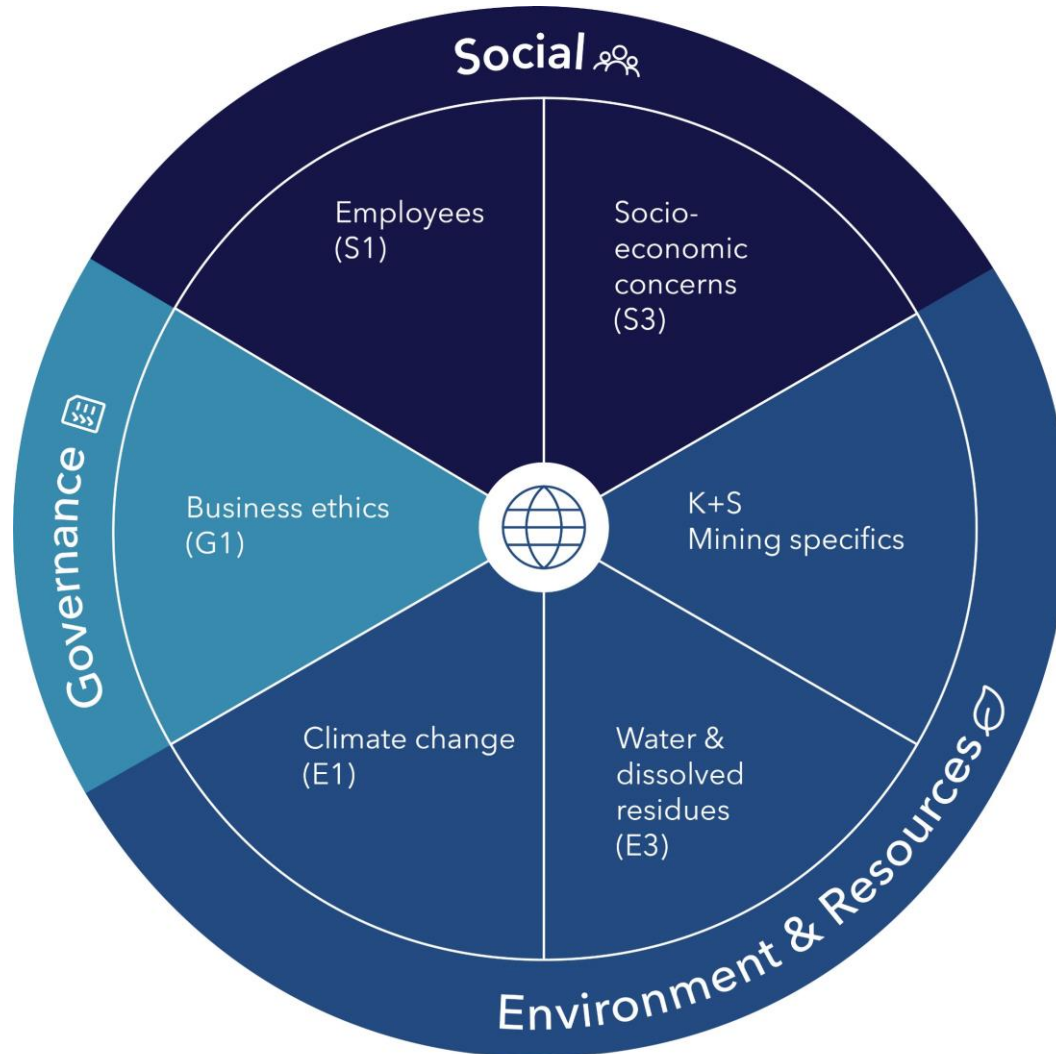 Social
Employees
(S1)
Socio-
economic
concerns
(S3)
Governance
Business ethics
(G1)
K+S
Mining specifics
Climate change
(E1)
Water &
dissolved
residues
(E3)
Environment & Resources